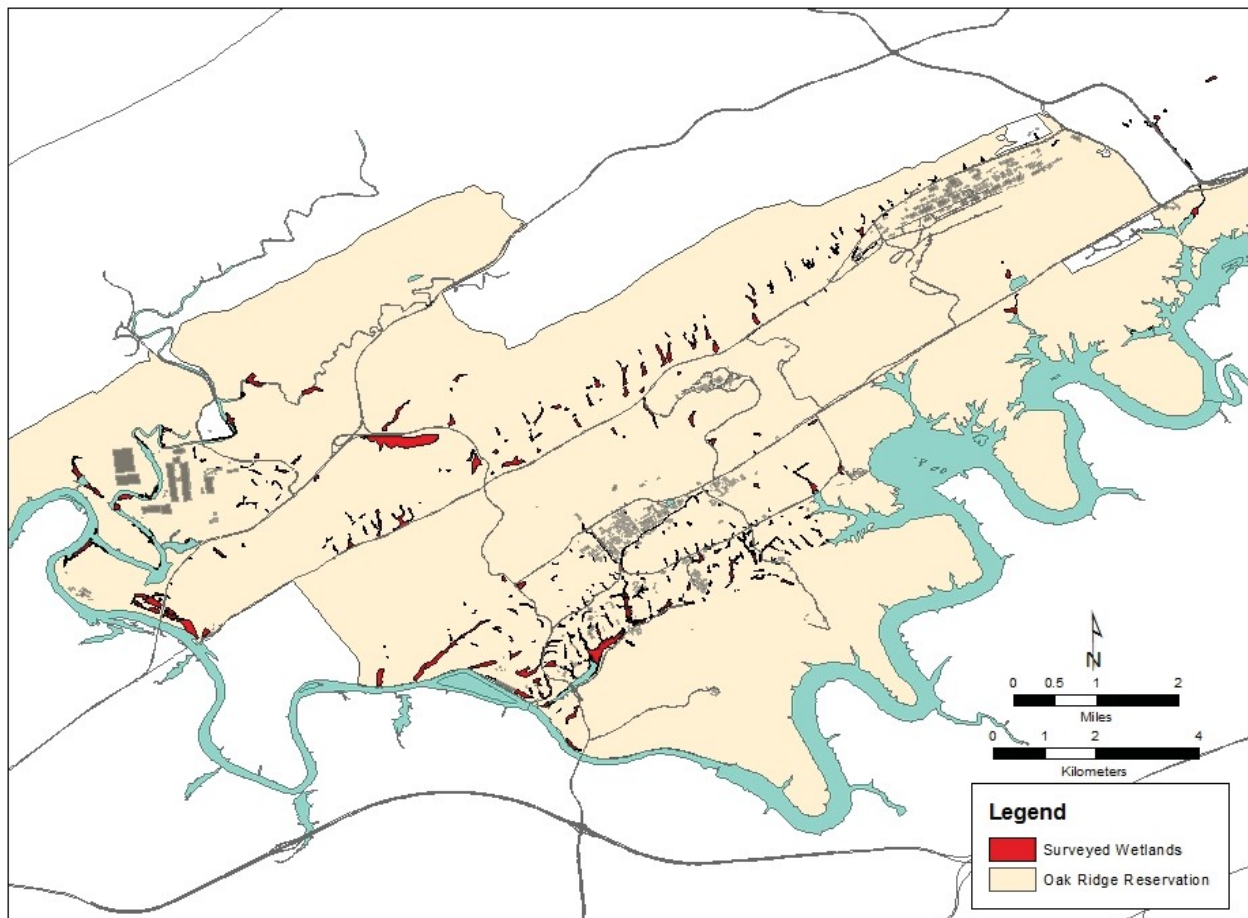 N
0 0.5 1 2
Miles
0 1 2 4
Kilometers
Legend
Surveyed Wetlands
Oak Ridge Reservation